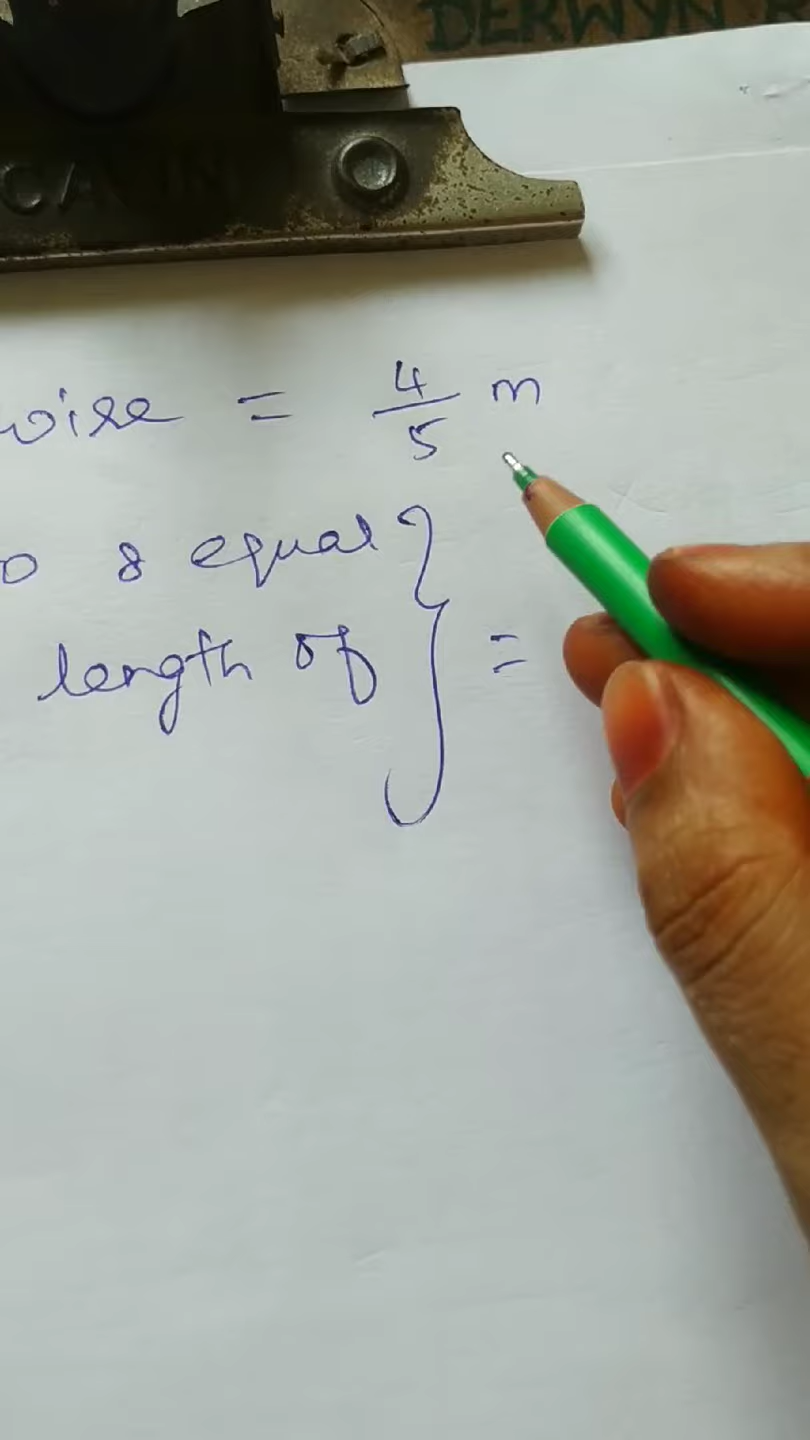 DERWYN
wire = 4/5 m
8 equal
length of } =